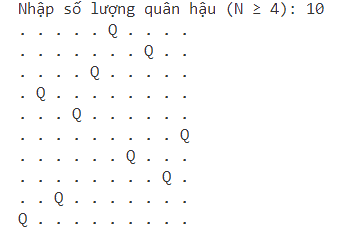 Nhập số lượng quân hậu (N ≥ 4): 10
. . . . . Q . . . .
. . . . . . . Q . .
. . . . Q . . . . .
. Q . . . . . . . .
. . . Q . . . . . .
. . . . . . . . . Q
. . . . . . Q . . .
. . . . . . . . Q .
. . Q . . . . . . .
Q . . . . . . . . .